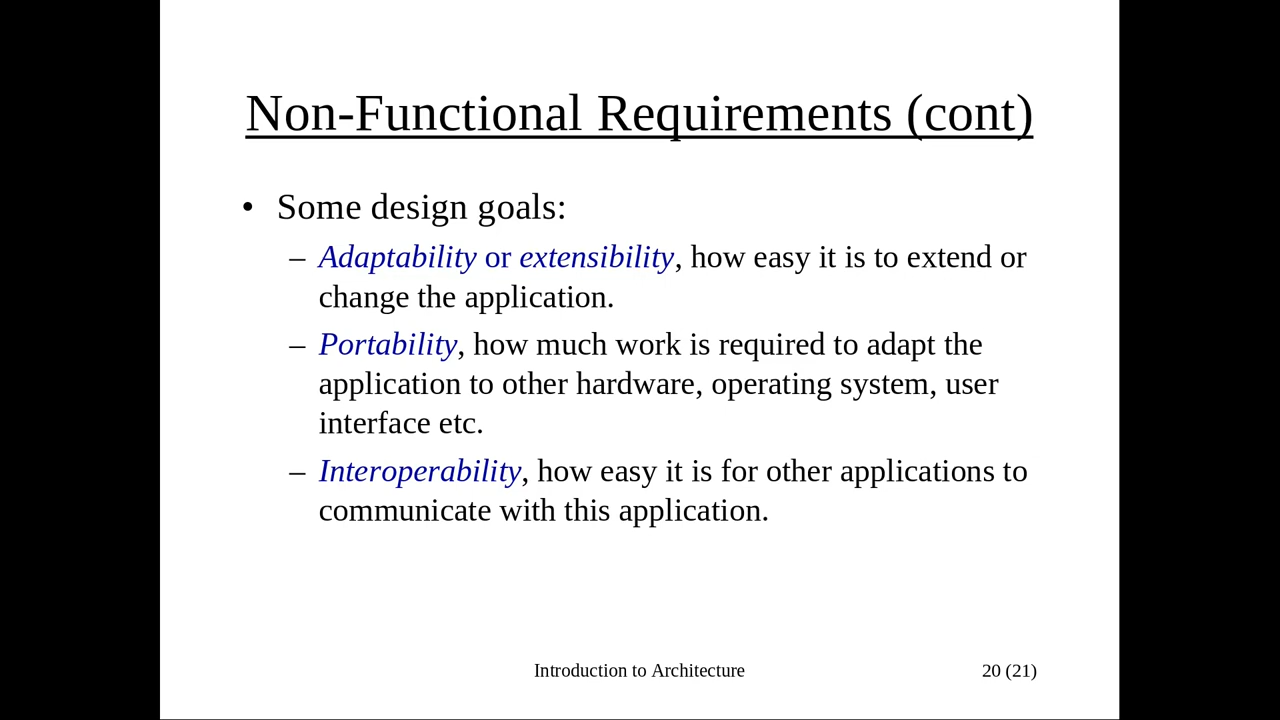 Non-Functional Requirements (cont)
• Some design goals:
– Adaptability or extensibility, how easy it is to extend or
change the application.
– Portability, how much work is required to adapt the
application to other hardware, operating system, user
interface etc.
– Interoperability, how easy it is for other applications to
communicate with this application.
Introduction to Architecture
20 (21)